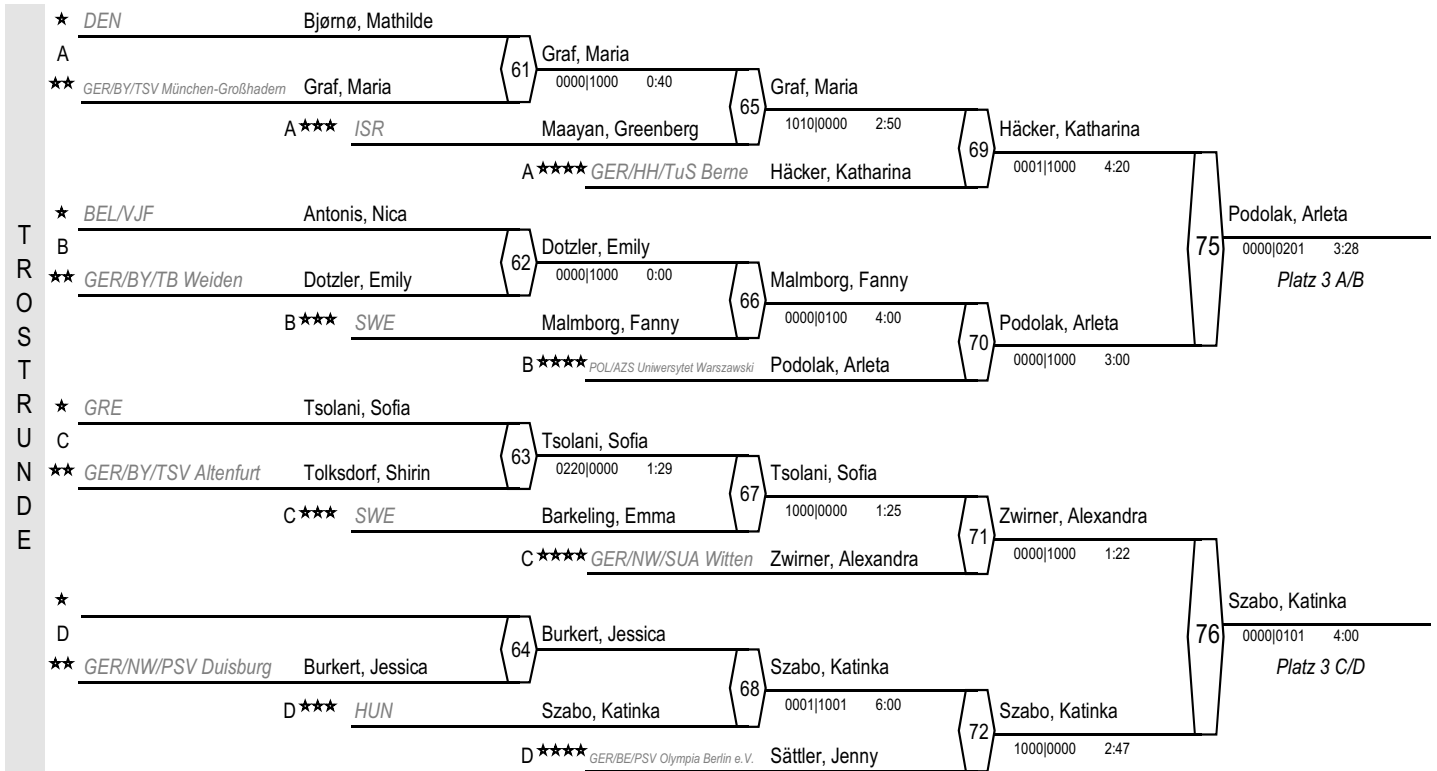 TROSTRUNDE
★ DEN Bjørnø, Mathilde
A
★★ GER/BY/TSV München-Großhadern Graf, Maria
61
Graf, Maria
0000|1000 0:40
A★★★ ISR Maayan, Greenberg
65
Graf, Maria
1010|0000 2:50
A★★★★ GER/HH/TuS Berne Häcker, Katharina
69
Häcker, Katharina
0001|1000 4:20
★ BEL/VJF Antonis, Nica
B
★★ GER/BY/TB Weiden Dotzler, Emily
62
Dotzler, Emily
0000|1000 0:00
B★★★ SWE Malmborg, Fanny
66
Malmborg, Fanny
0000|0100 4:00
B★★★★ POL/AZS Uniwersytet Warszawski Podolak, Arleta
70
Podolak, Arleta
0000|1000 3:00
75
Podolak, Arleta
0000|0201 3:28
Platz 3 A/B
★ GRE Tsolani, Sofia
C
★★ GER/BY/TSV Altenfurt Tolksdorf, Shirin
63
Tsolani, Sofia
0220|0000 1:29
C★★★ SWE Barkeling, Emma
67
Tsolani, Sofia
1000|0000 1:25
C★★★★ GER/NW/SUA Witten Zwirner, Alexandra
71
Zwirner, Alexandra
0000|1000 1:22
★
D
★★ GER/NW/PSV Duisburg Burkert, Jessica
64
Burkert, Jessica
D★★★ HUN Szabo, Katinka
68
Szabo, Katinka
0001|1001 6:00
D★★★★ GER/BE/PSV Olympia Berlin e.V. Sättler, Jenny
72
Szabo, Katinka
1000|0000 2:47
76
Szabo, Katinka
0000|0101 4:00
Platz 3 C/D